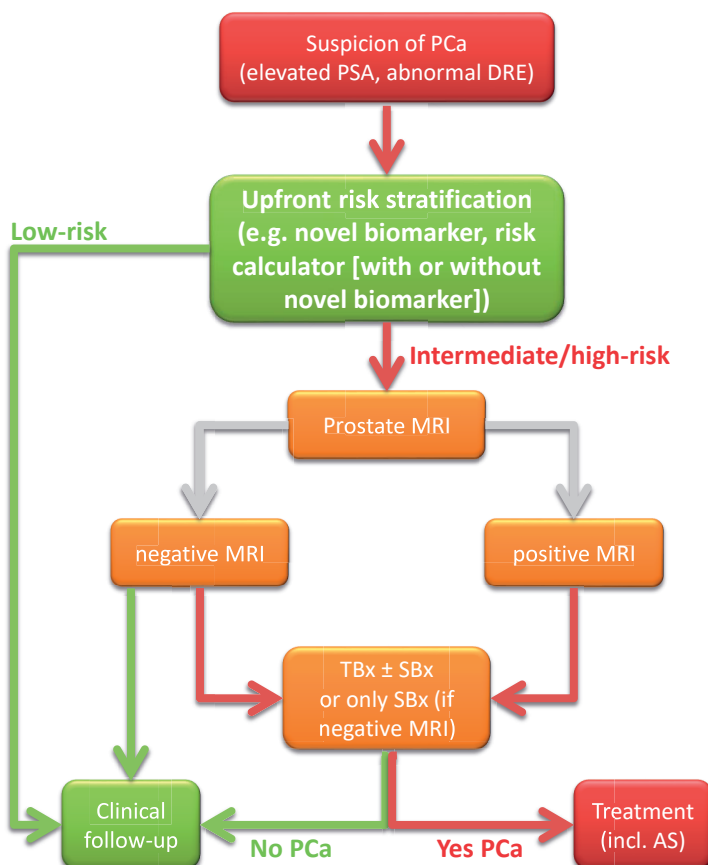 Suspicion of PCa
(elevated PSA, abnormal DRE)
Upfront risk stratification
(e.g. novel biomarker, risk
calculator [with or without
novel biomarker])
Low-risk
Intermediate/high-risk
Prostate MRI
negative MRI
positive MRI
TBx ± SBx
or only SBx (if
negative MRI)
Clinical
follow-up
No PCa
Yes PCa
Treatment
(incl. AS)